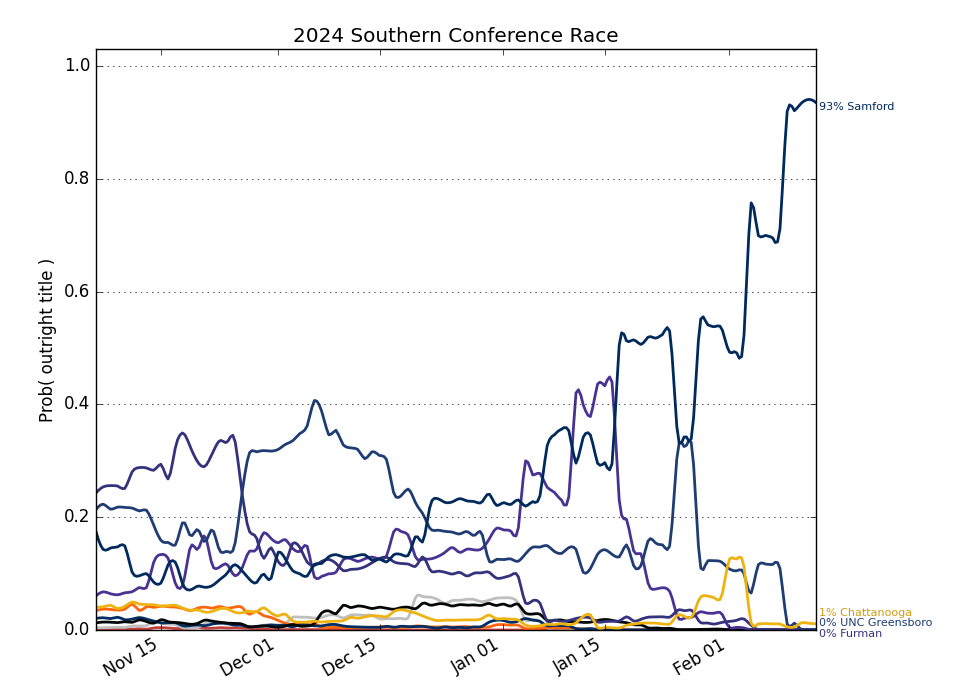 2024 Southern Conference Race
Prob( outright title )
1.0
0.8
0.6
0.4
0.2
0.0
Nov 15
Dec 01
Dec 15
Jan 01
Jan 15
Feb 01
93% Samford
1% Chattanooga
0% UNC Greensboro
0% Furman